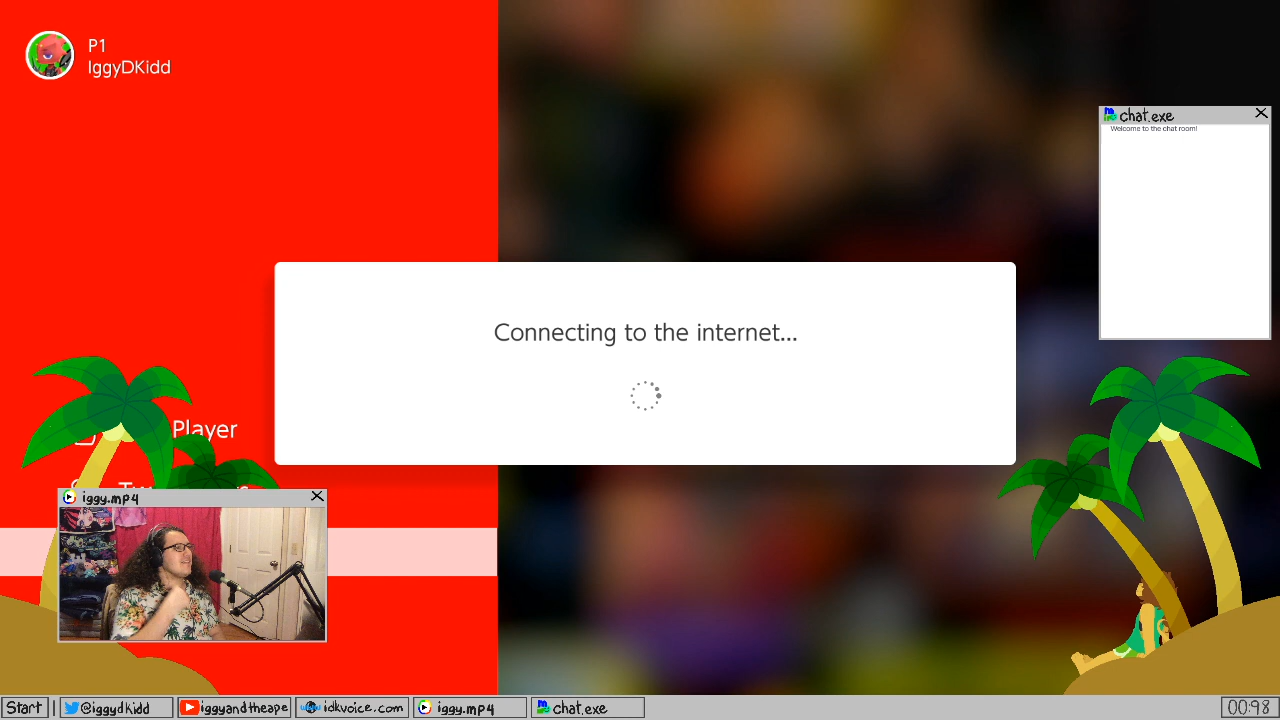 P1
IggyDKidd
chat.exe
Welcome to the chat room!
Connecting to the internet...
Player
iggy.mp4
Start
@iggydkidd
iggyandtheape
www
idkvoice.com
iggy.mp4
chat.exe
00:98